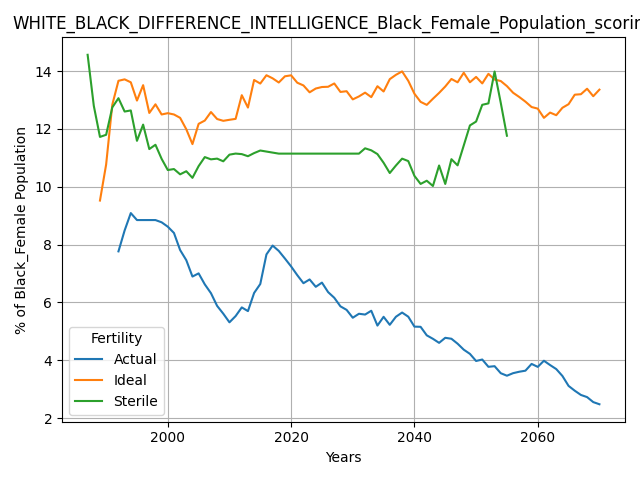 WHITE_BLACK_DIFFERENCE_INTELLIGENCE_Black_Female_Population_scorin
% of Black_Female Population
14
12
10
8
6
4
2
Fertility
Actual
Ideal
Sterile
2000
2020
2040
2060
Years